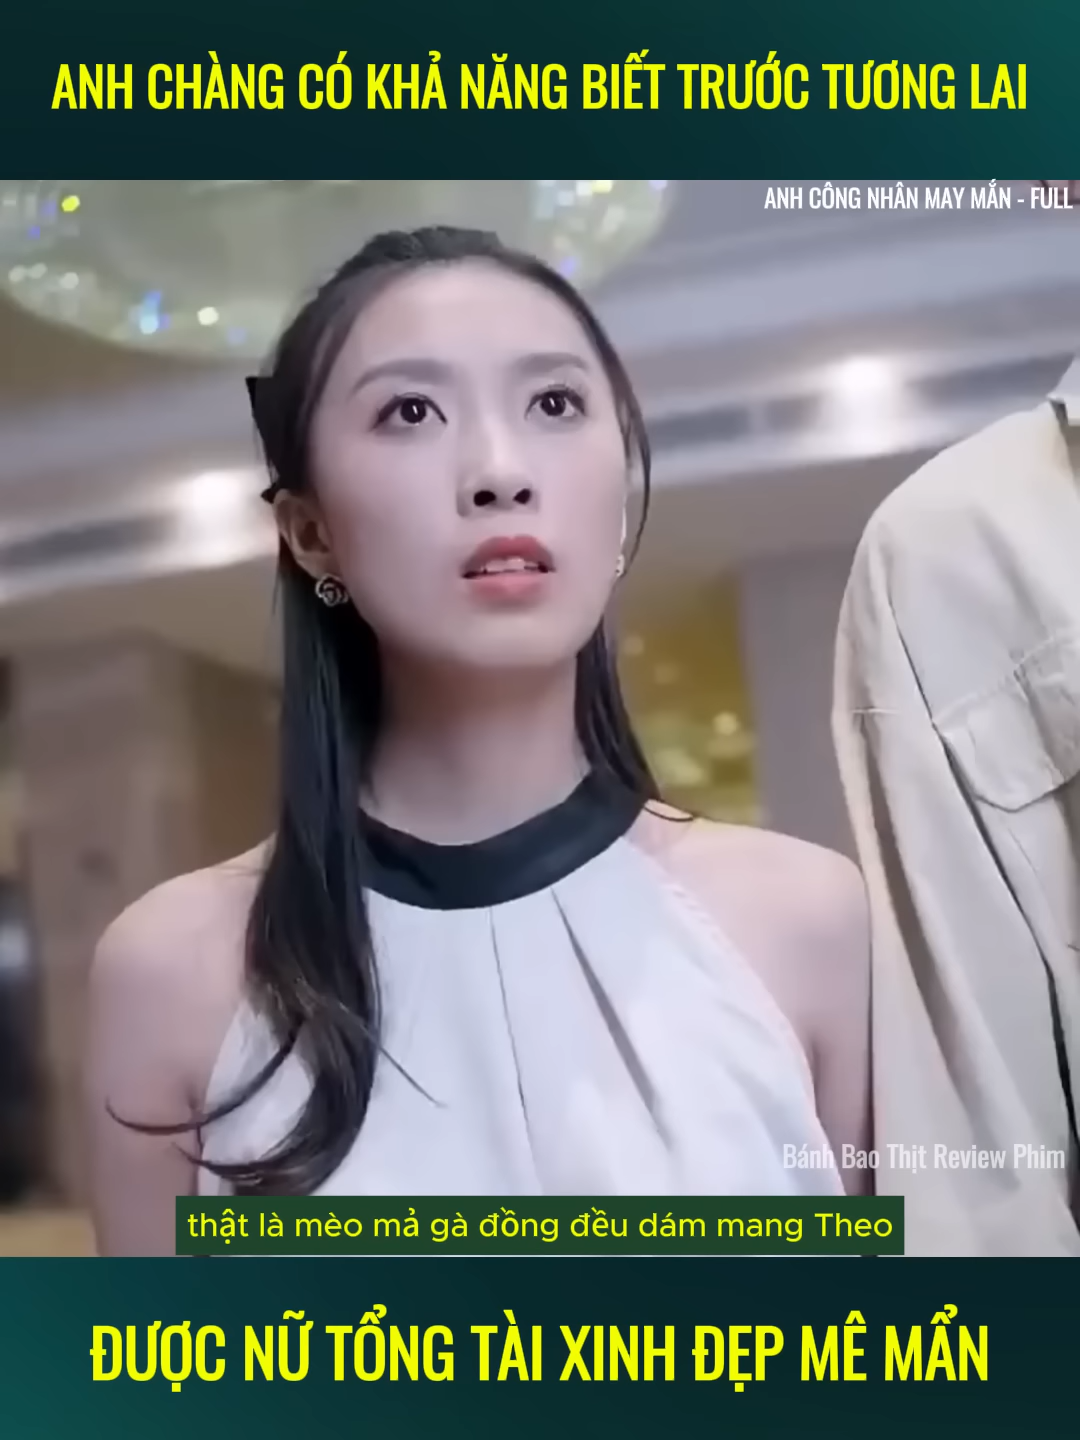 ANH CHÀNG CÓ KHẢ NĂNG BIẾT TRƯỚC TƯƠNG LAI
ANH CÔNG NHÂN MAY MẮN - FULL
Bánh Bao Thịt Review Phim
thật là mèo mả gà đồng đều dám mang Theo
ĐƯỢC NỮ TỔNG TÀI XINH ĐẸP MÊ MẨN